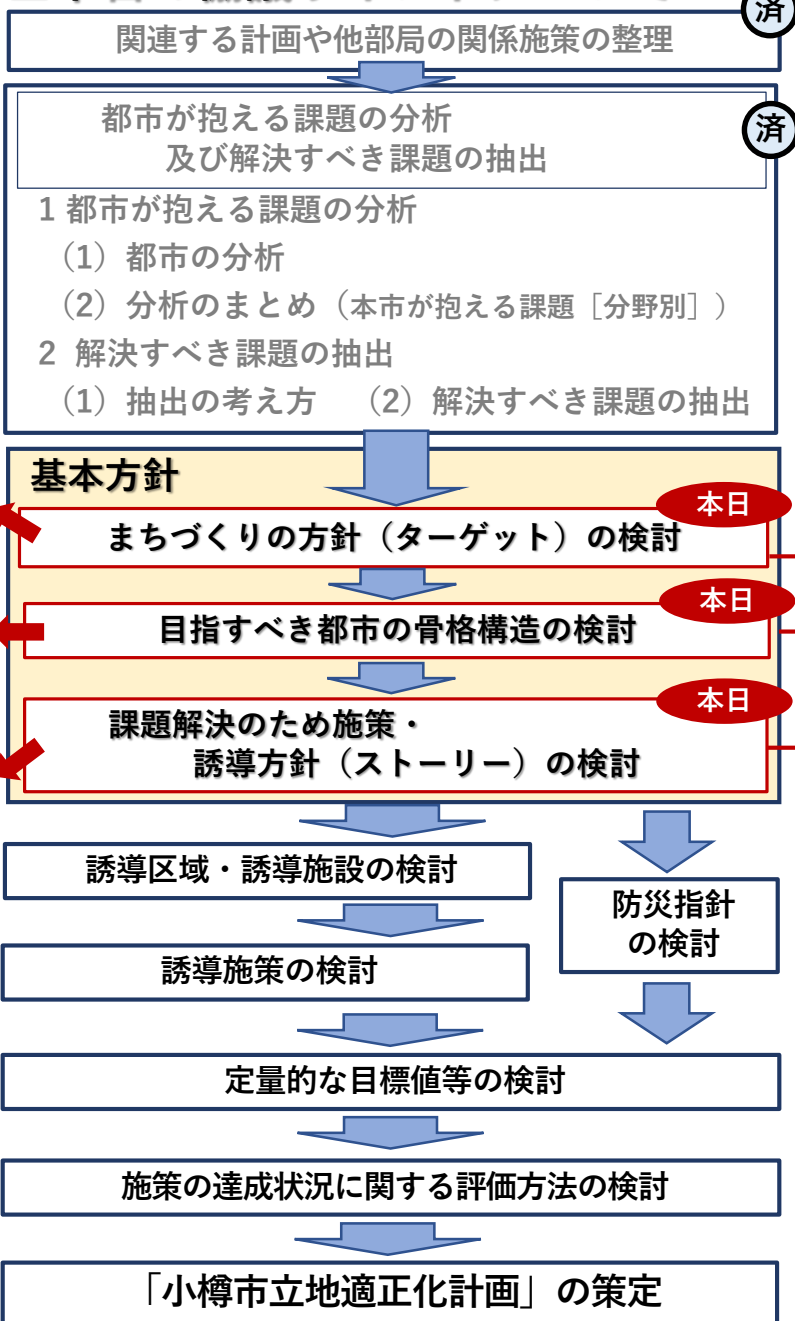 済
関連する計画や他部局の関係施策の整理
済
都市が抱える課題の分析
及び解決すべき課題の抽出
1 都市が抱える課題の分析
（1）都市の分析
（2）分析のまとめ（本市が抱える課題［分野別］）
2 解決すべき課題の抽出
（1）抽出の考え方 （2）解決すべき課題の抽出
基本方針
本日
まちづくりの方針（ターゲット）の検討
本日
目指すべき都市の骨格構造の検討
本日
課題解決のため施策・
誘導方針（ストーリー）の検討
誘導区域・誘導施設の検討
防災指針
の検討
誘導施策の検討
定量的な目標値等の検討
施策の達成状況に関する評価方法の検討
「小樽市立地適正化計画」の策定